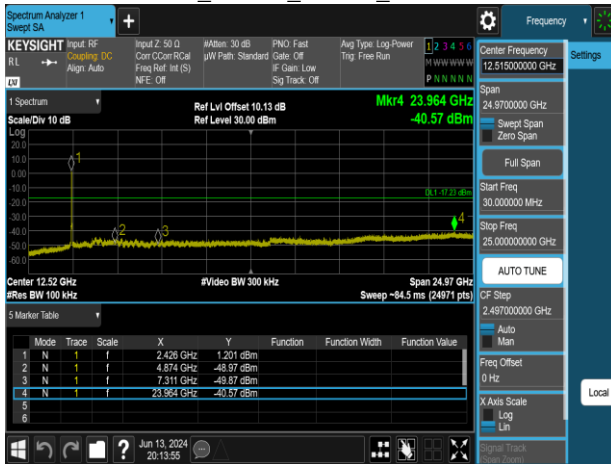 Spectrum Analyzer 1
Swept SA
+
Frequency
KEYSIGHT
RL
LXI
Input: RF
Coupling: DC
Align: Auto
Input Z: 50 Ω
Corr CCorr RCal
Freq Ref: Int (S)
NFE: Off
#Atten: 30 dB
µW Path: Standard
PNO: Fast
Gate: Off
IF Gain: Low
Sig Track: Off
Avg Type: Log-Power
Trig: Free Run
1 2 3 4 5 6
M W W W W W
P N N N N N
Center Frequency
12.515000000 GHz
Settings
Span
24.9700000 GHz
Swept Span
Zero Span
Full Span
Start Freq
30.000000 MHz
Stop Freq
25.000000000 GHz
AUTO TUNE
CF Step
2.497000000 GHz
Auto
Man
Freq Offset
0 Hz
X Axis Scale
Log
Lin
Signal Track
(Span Zoom)
Local
1 Spectrum
Scale/Div 10 dB
Ref Lvl Offset 10.13 dB
Ref Level 30.00 dBm
Mkr4 23.964 GHz
-40.57 dBm
Log
20.0
10.0
0.00
-10.0
-20.0
-30.0
-40.0
-50.0
-60.0
1
2
3
4
DL1 -17.23 dBm
Center 12.52 GHz
#Res BW 100 kHz
#Video BW 300 kHz
Span 24.97 GHz
Sweep ~84.5 ms (24971 pts)
5 Marker Table
Mode Trace Scale X Y Function Function Width Function Value
1 N 1 f 2.426 GHz 1.201 dBm
2 N 1 f 4.874 GHz -48.97 dBm
3 N 1 f 7.311 GHz -49.87 dBm
4 N 1 f 23.964 GHz -40.57 dBm
5
6
?
Jun 13, 2024
20:13:55